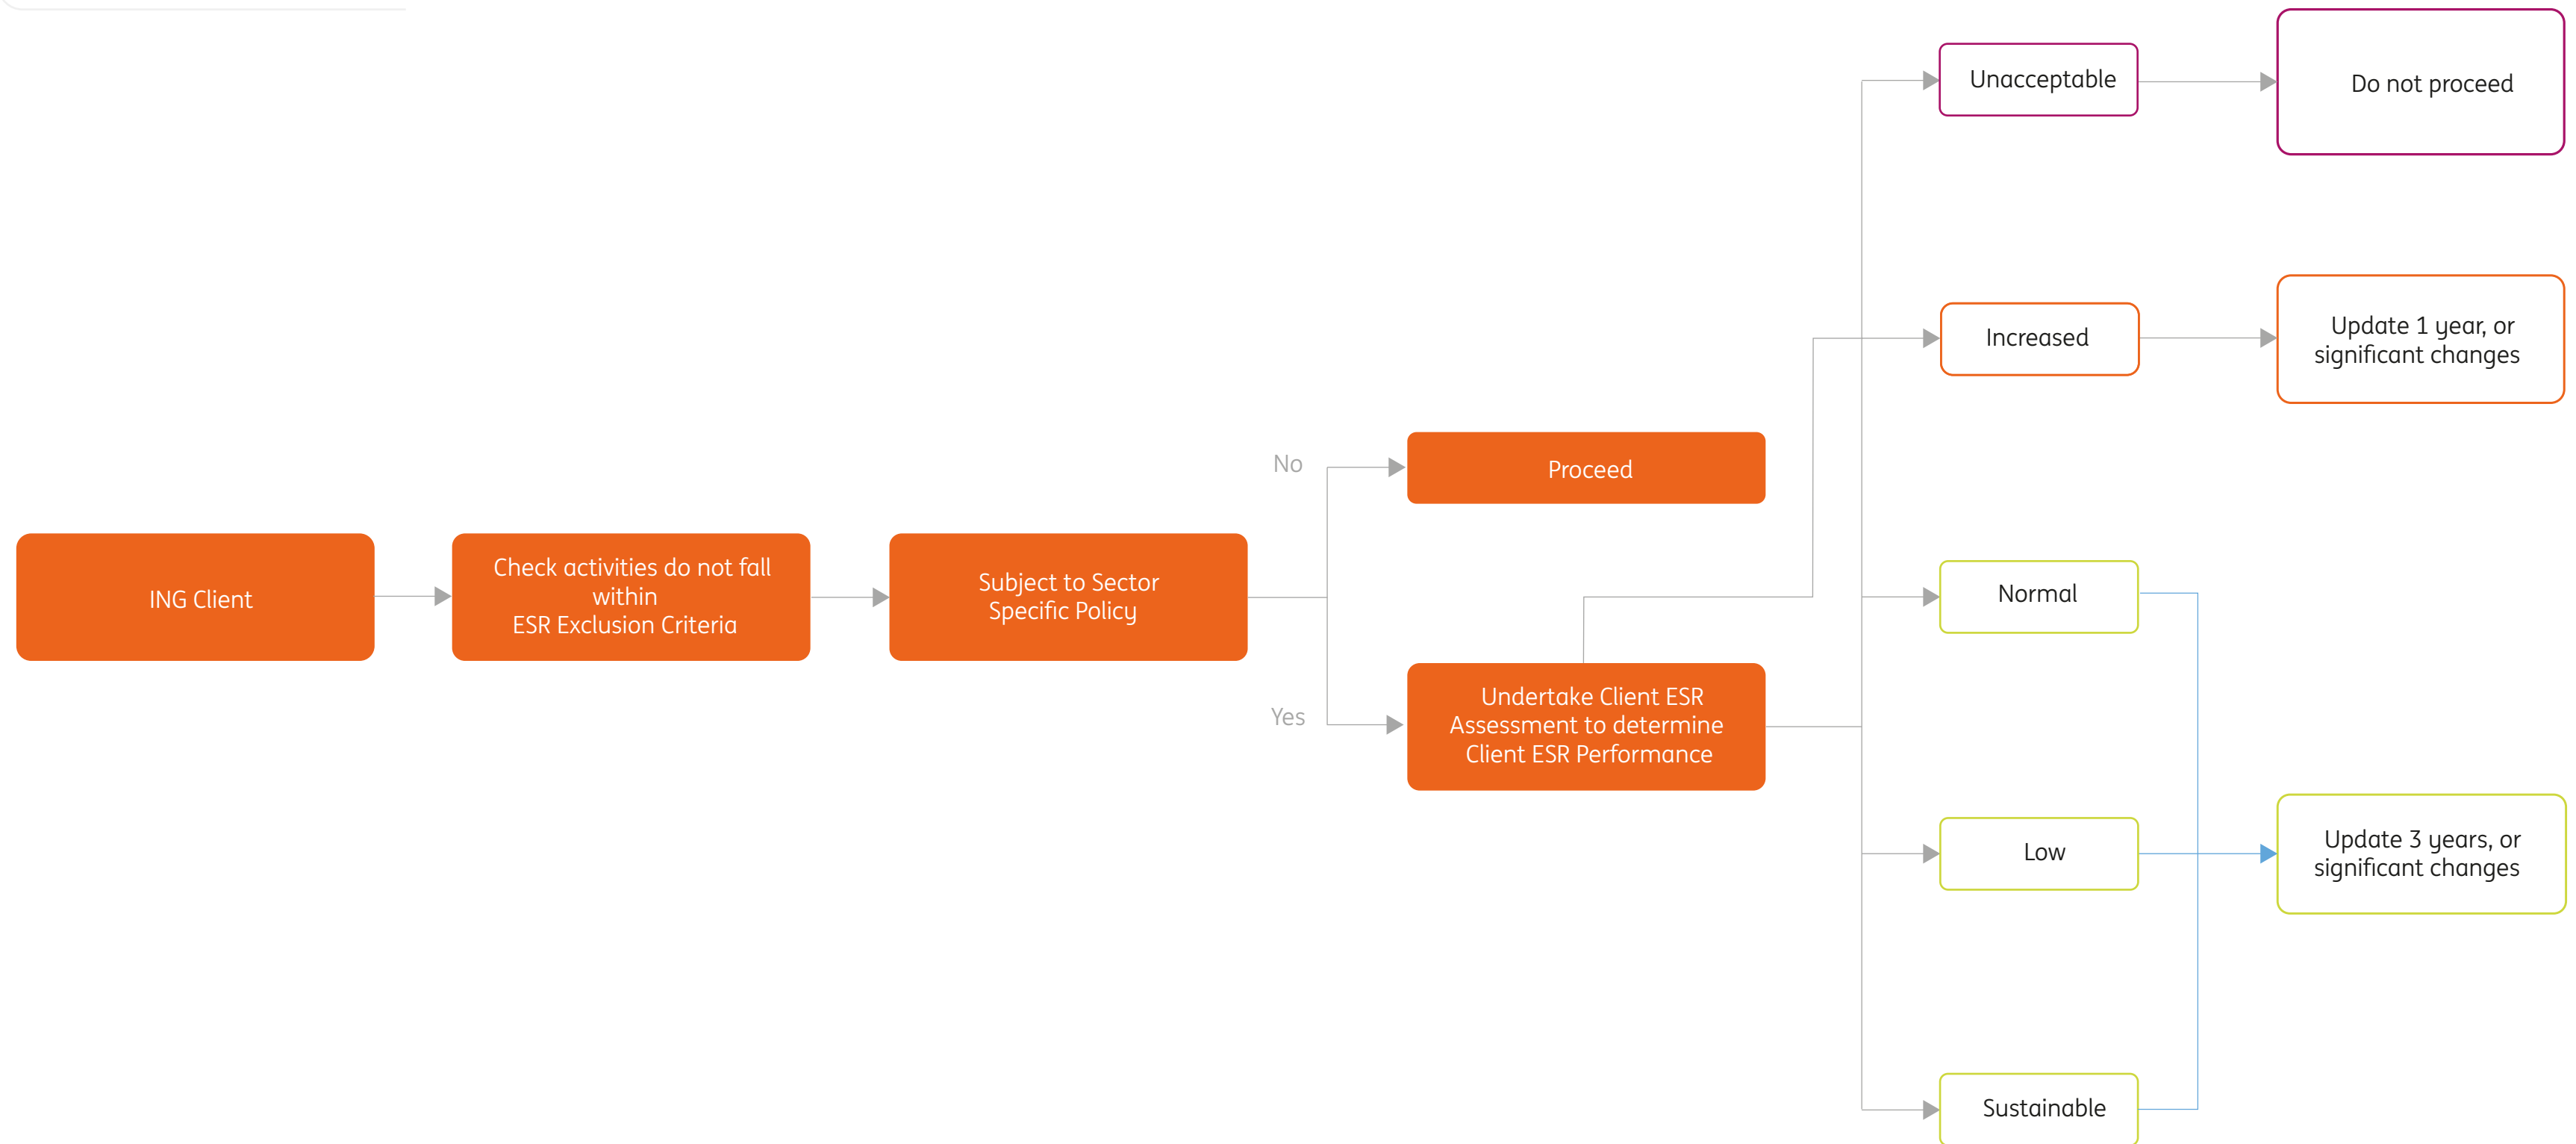 ING Client
Check activities do not fall
within
ESR Exclusion Criteria
Subject to Sector
Specific Policy
No
Yes
Proceed
Undertake Client ESR
Assessment to determine
Client ESR Performance
Unacceptable
Do not proceed
Increased
Update 1 year, or
significant changes
Normal
Low
Sustainable
Update 3 years, or
significant changes